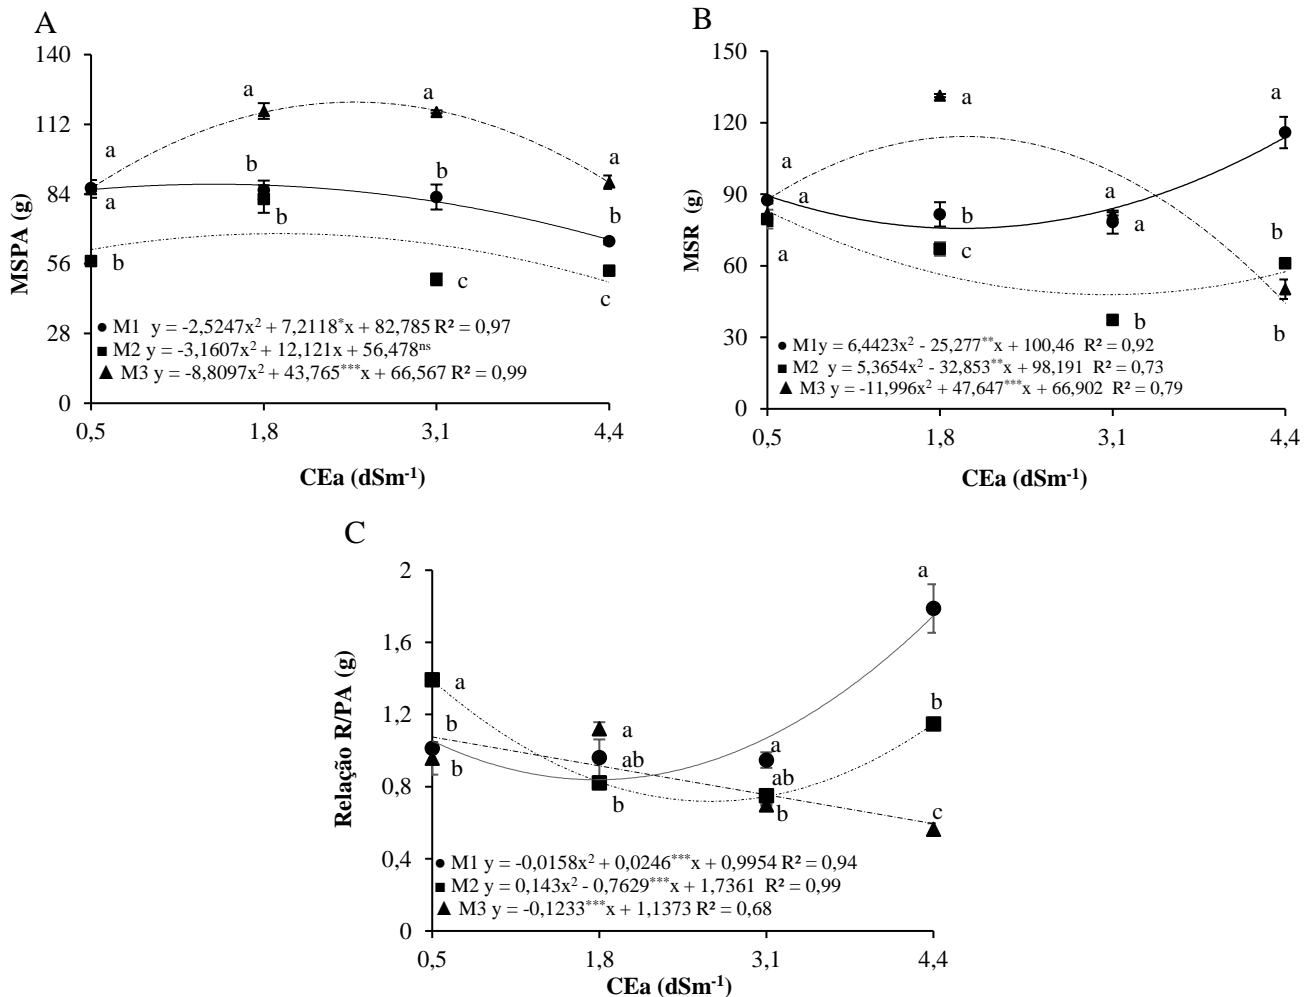 A
140
112
84
56
28
0
MSPA (g)
a
a
b
a
b
b
a
b
c
a
b
c
● M1 y = -2,5247x² + 7,2118*x + 82,785 R² = 0,97
■ M2 y = -3,1607x² + 12,121x + 56,478ⁿˢ
▲ M3 y = -8,8097x² + 43,765***x + 66,567 R² = 0,99
0,5 1,8 3,1 4,4
CEa (dSm⁻¹)
B
150
120
90
60
30
0
MSR (g)
a
a
a
a
b
c
a
a
b
a
b
b
● M1y = 6,4423x² - 25,277**x + 100,46 R² = 0,92
■ M2 y = 5,3654x² - 32,853**x + 98,191 R² = 0,73
▲ M3 y = -11,996x² + 47,647***x + 66,902 R² = 0,79
0,5 1,8 3,1 4,4
CEa (dSm⁻¹)
C
2
1,6
1,2
0,8
0,4
0
Relação R/PA (g)
a
b
b
a
ab
b
a
ab
b
a
b
c
● M1 y = -0,0158x² + 0,0246***x + 0,9954 R² = 0,94
■ M2 y = 0,143x² - 0,7629***x + 1,7361 R² = 0,99
▲ M3 y = -0,1233***x + 1,1373 R² = 0,68
0,5 1,8 3,1 4,4
CEa (dSm⁻¹)